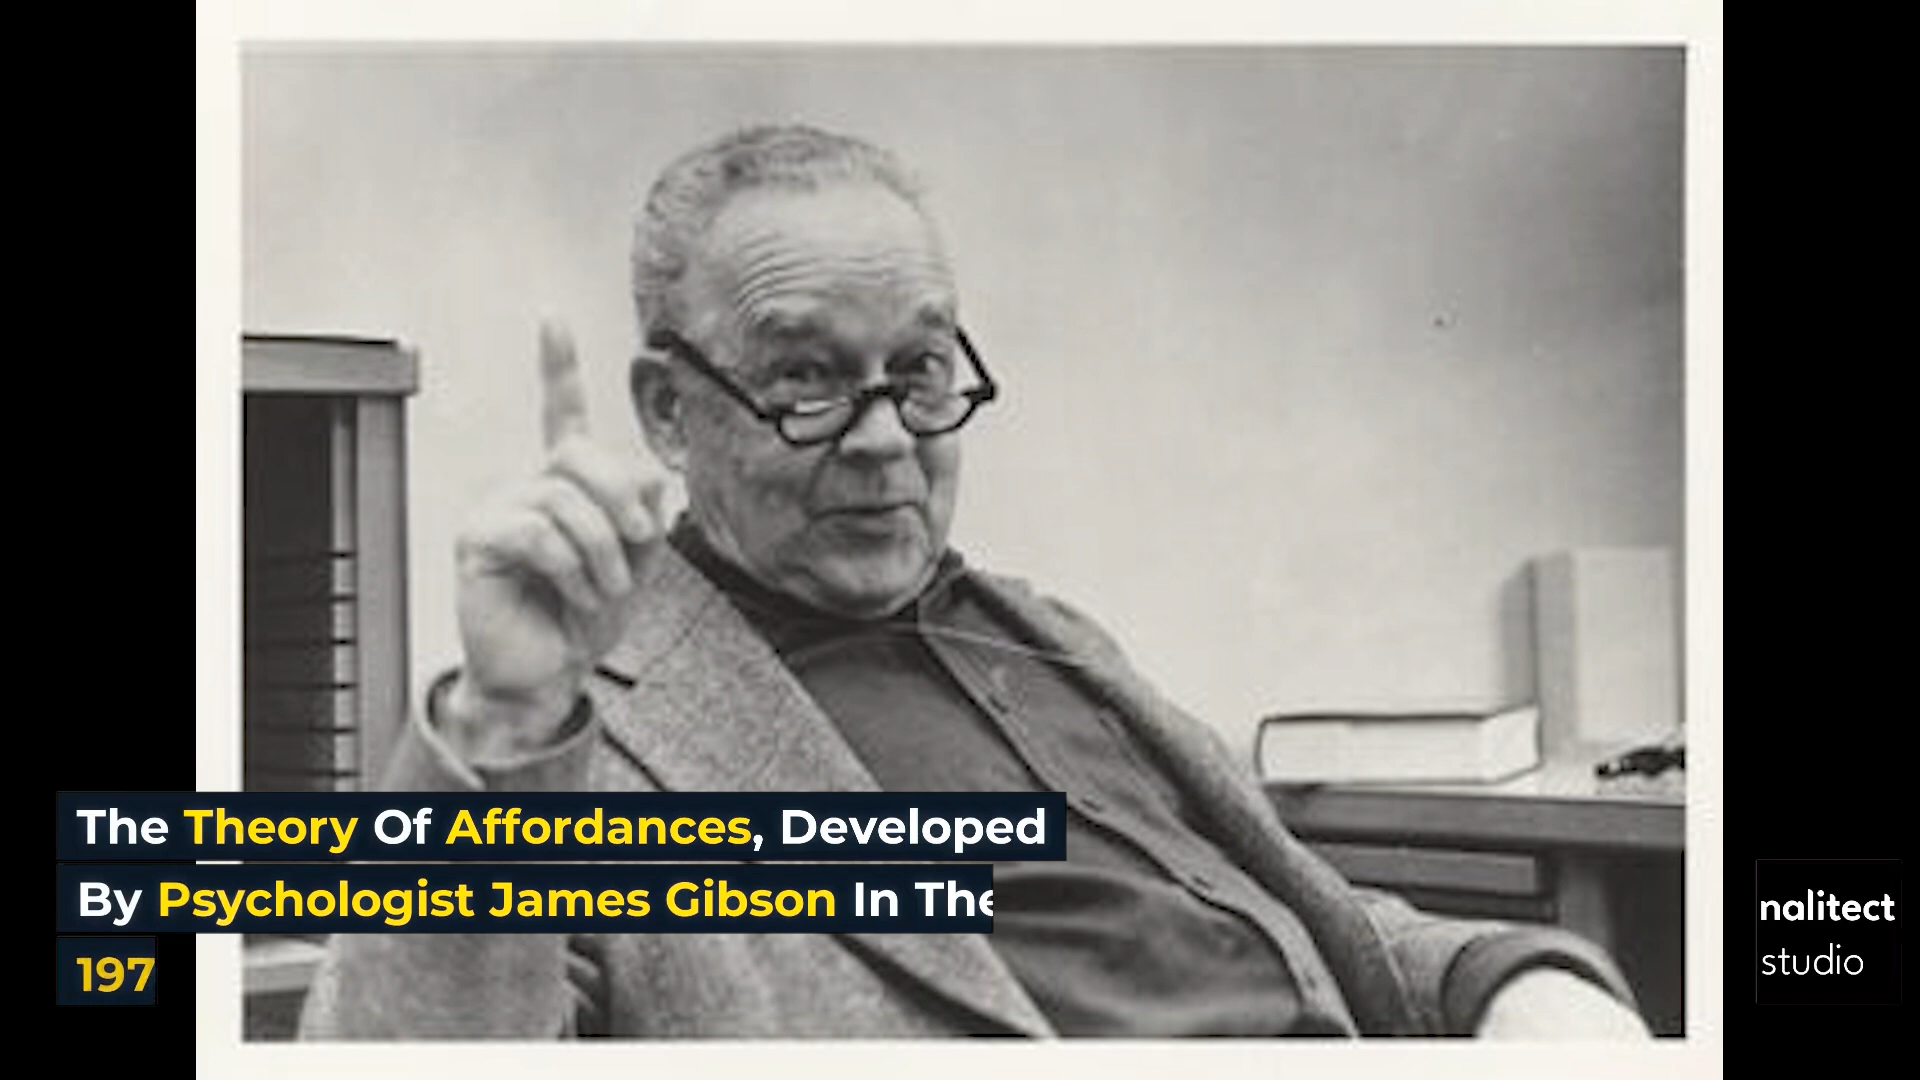 The Theory Of Affordances, Developed
By Psychologist James Gibson In The
197
nalitect
studio